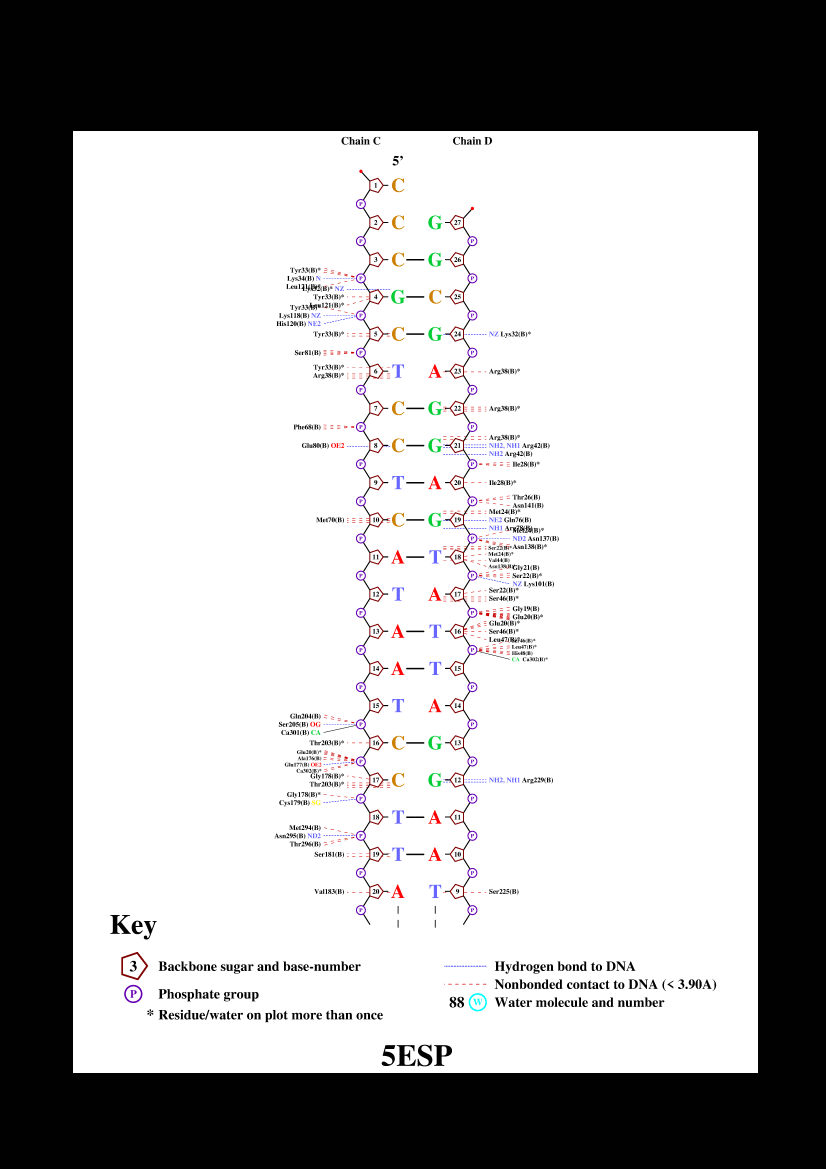 Chain C Chain D
5’
1 C
P
2 C G 27
P P
3 C G 26
Tyr33(B)*
Lys34(B) N P P
Leu121(B)*
Lys32(B)* NZ
Tyr33(B)* 4 G C 25
Leu121(B)*
Tyr33(B)*
Lys118(B) NZ P P
His120(B) NE2
Tyr33(B)* 5 C G 24 NZ Lys32(B)*
Ser81(B) P P
Tyr33(B)* 6 T A 23 Arg38(B)*
Arg38(B)*
P P
7 C G 22 Arg38(B)*
Phe68(B) P P
Arg38(B)*
Glu80(B) OE2 8 C G 21 NH2, NH1 Arg42(B)
NH2 Arg42(B)
P P Ile28(B)*
9 T A 20 Ile28(B)*
P P Thr26(B)
Asn141(B)
Met24(B)*
Met70(B) 10 C G 19 NE2 Gln76(B)
NH1 Arg78(B)
Met24(B)*
P P ND2 Asn137(B)
Asn138(B)*
Ser22(B)*
Met24(B)*
11 A T 18 Val44(B)
Asn138(B)*
Gly21(B)
P P Ser22(B)*
NZ Lys101(B)
12 T A 17 Ser22(B)*
Ser46(B)*
P P Gly19(B)
Glu20(B)*
Glu20(B)*
13 A T 16 Ser46(B)*
Leu47(B)*
Ser46(B)*
P P Leu47(B)*
His48(B)
CA Ca302(B)*
14 A T 15
P P
15 T A 14
Gln204(B)
Ser205(B) OG P P
Ca301(B) CA
Thr203(B)* 16 C G 13
Glu20(B)*
Ala176(B)
Gln177(B) OE2 P P
Ca302(B)*
Gly178(B)*
Thr203(B)* 17 C G 12 NH2, NH1 Arg229(B)
Gly178(B)* P P
Cys179(B) SG
18 T A 11
Met294(B)
Asn295(B) ND2 P P
Thr296(B)
Ser181(B) 19 T A 10
P P
Val183(B) 20 A T 9 Ser225(B)
P P
Key
3 Backbone sugar and base-number
Hydrogen bond to DNA
Nonbonded contact to DNA (< 3.90A)
P Phosphate group
88 W Water molecule and number
* Residue/water on plot more than once
5ESP